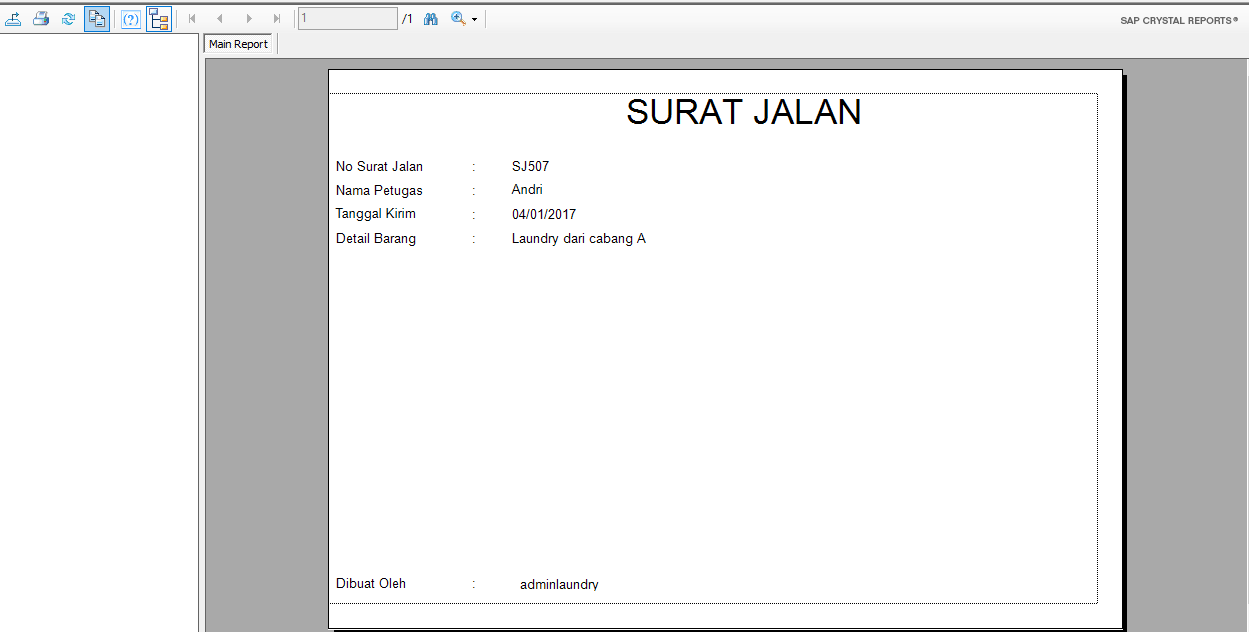 1 /1 SAP CRYSTAL REPORTS®
Main Report
SURAT JALAN
No Surat Jalan : SJ507
Nama Petugas : Andri
Tanggal Kirim : 04/01/2017
Detail Barang : Laundry dari cabang A
Dibuat Oleh : adminlaundry